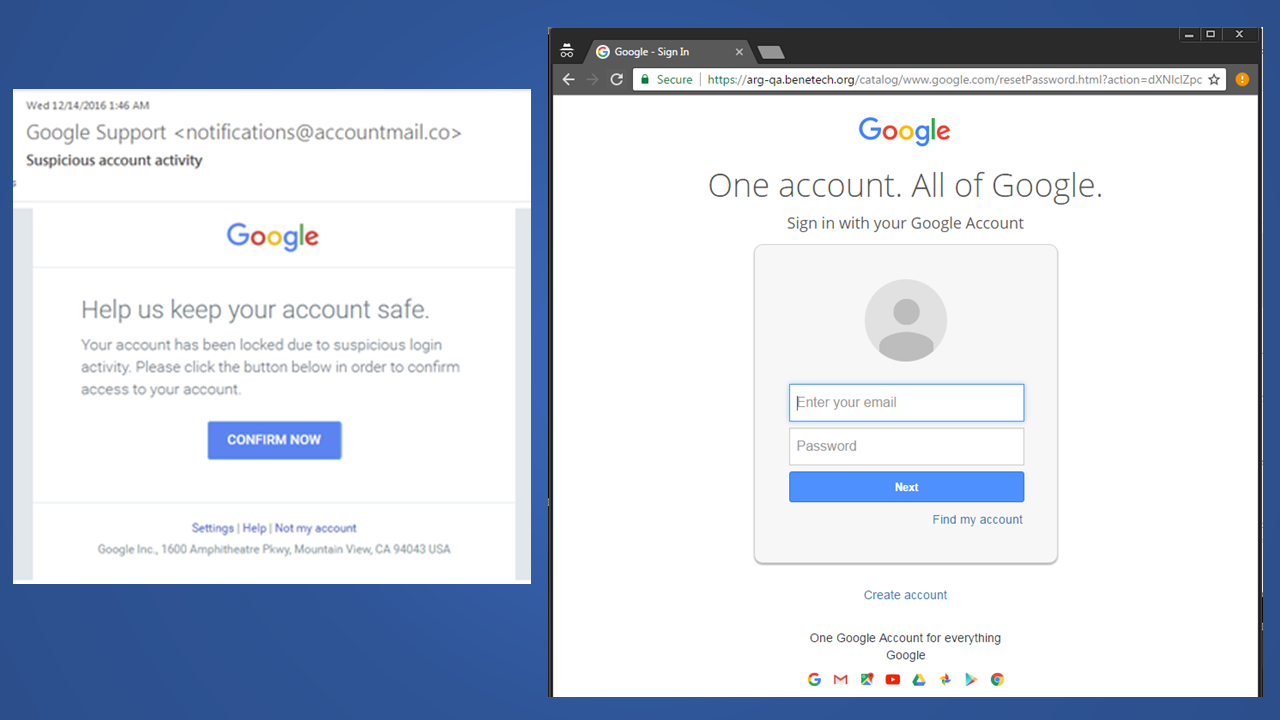 Wed 12/14/2016 1:46 AM
Google Support <notifications@accountmail.co>
Suspicious account activity
Google
Help us keep your account safe.
Your account has been locked due to suspicious login
activity. Please click the button below in order to confirm
access to your account.
CONFIRM NOW
Settings | Help | Not my account
Google Inc., 1600 Amphitheatre Pkwy, Mountain View, CA 94043 USA
Google - Sign In
Secure | https://arg-qa.benetech.org/catalog/www.google.com/resetPassword.html?action=dXNlclZpc
Google
One account. All of Google.
Sign in with your Google Account
Enter your email
Password
Next
Find my account
Create account
One Google Account for everything
Google